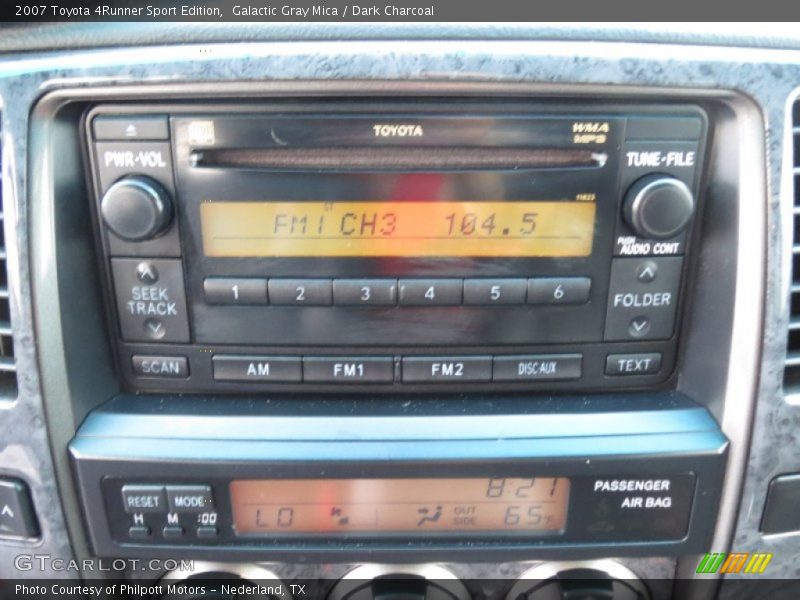 2007 Toyota 4Runner Sport Edition, Galactic Gray Mica / Dark Charcoal
TOYOTA
WMA
MP3
PWR·VOL
TUNE·FILE
11823
ST
FM1 CH3 104.5
PUSH
AUDIO CONT
SEEK
TRACK
1 2 3 4 5 6
FOLDER
SCAN
AM FM1 FM2 DISC·AUX
TEXT
RESET MODE
H M :00
8:21
LO OUT SIDE 65°F
PASSENGER
AIR BAG
GTCARLOT.COM
Photo Courtesy of Philpott Motors – Nederland, TX